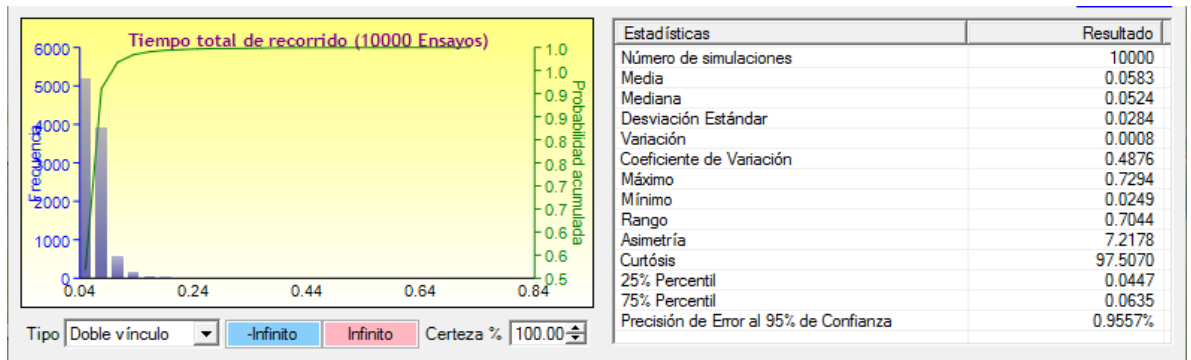 Tiempo total de recorrido (10000 Ensayos)
Frecuencia
6000
5000
4000
3000
2000
1000
0
0.04 0.24 0.44 0.64 0.84
1.0
1.0
0.9
0.9
0.8
0.8
0.7
0.7
0.6
0.6
0.5
Probabilidad acumulada
Tipo Doble vínculo -Infinito Infinito Certeza % 100.00
Estadísticas Resultado
Número de simulaciones 10000
Media 0.0583
Mediana 0.0524
Desviación Estándar 0.0284
Variación 0.0008
Coeficiente de Variación 0.4876
Máximo 0.7294
Mínimo 0.0249
Rango 0.7044
Asimetría 7.2178
Curtósis 97.5070
25% Percentil 0.0447
75% Percentil 0.0635
Precisión de Error al 95% de Confianza 0.9557%